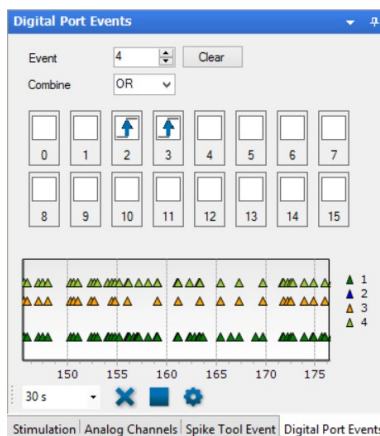 Digital Port Events
Event 4 Clear
Combine OR
0 1 2 3 4 5 6 7
8 9 10 11 12 13 14 15
1
2
3
4
150 155 160 165 170 175
30 s
Stimulation Analog Channels Spike Tool Event Digital Port Events